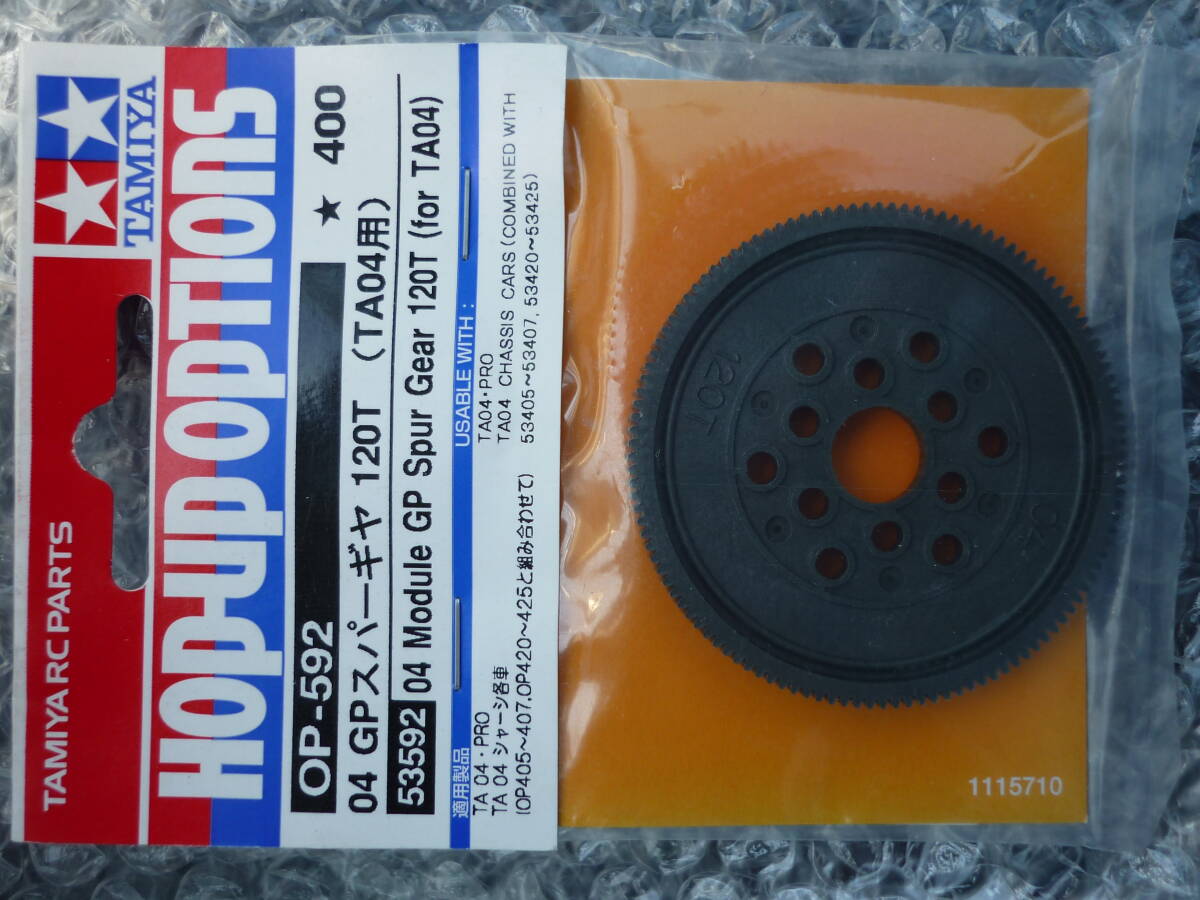 TAMIYA RC PARTS
TAMIYA
HOP-UP OPTIONS
OP-592
★ 400
04 GPスパーギヤ 120T （TA04用）
53592 04 Module GP Spur Gear 120T (for TA04)
適用製品
TA 04・PRO
TA 04 シャーシ各車
(OP405～407,OP420～425と組み合わせて)
USABLE WITH :
TA04・PRO
TA04 CHASSIS CARS (COMBINED WITH
53405～53407, 53420～53425)
120T
04
1115710